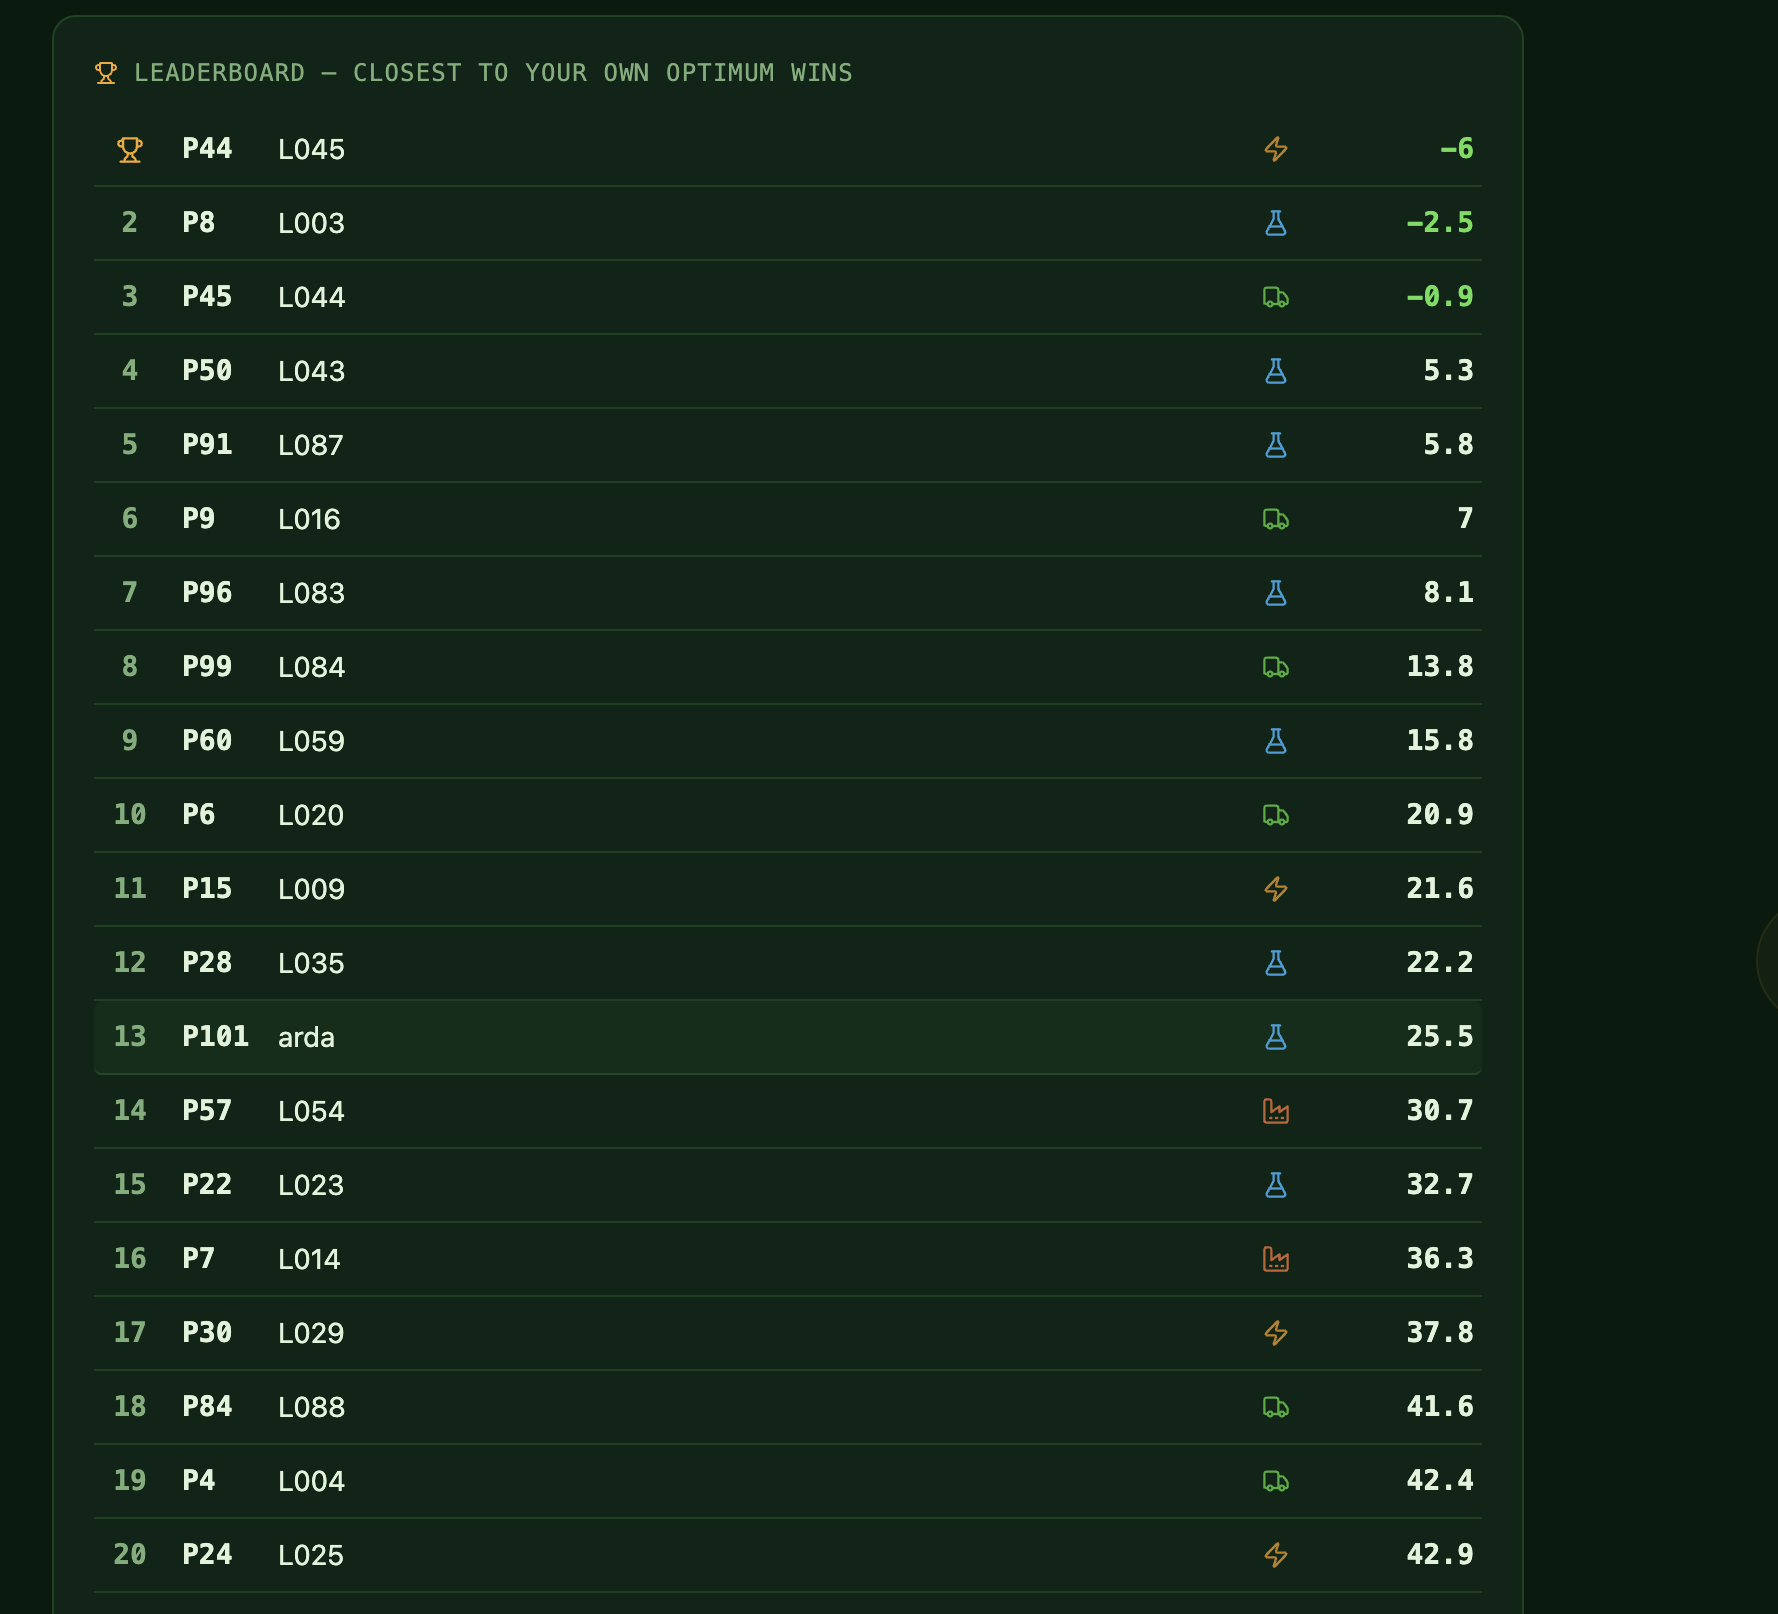 LEADERBOARD — CLOSEST TO YOUR OWN OPTIMUM WINS
P44 L045 −6
2 P8 L003 −2.5
3 P45 L044 −0.9
4 P50 L043 5.3
5 P91 L087 5.8
6 P9 L016 7
7 P96 L083 8.1
8 P99 L084 13.8
9 P60 L059 15.8
10 P6 L020 20.9
11 P15 L009 21.6
12 P28 L035 22.2
13 P101 arda 25.5
14 P57 L054 30.7
15 P22 L023 32.7
16 P7 L014 36.3
17 P30 L029 37.8
18 P84 L088 41.6
19 P4 L004 42.4
20 P24 L025 42.9